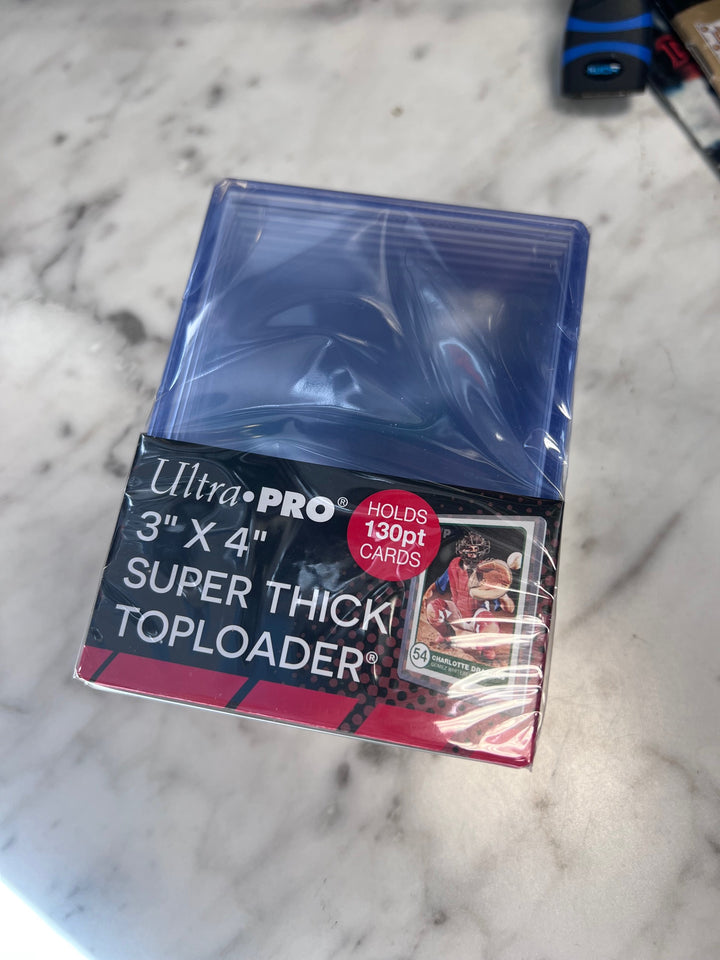 Ultra•PRO®
3" X 4"
SUPER THICK
TOPLOADER®
HOLDS
130pt
CARDS
54
CHARLOTTE